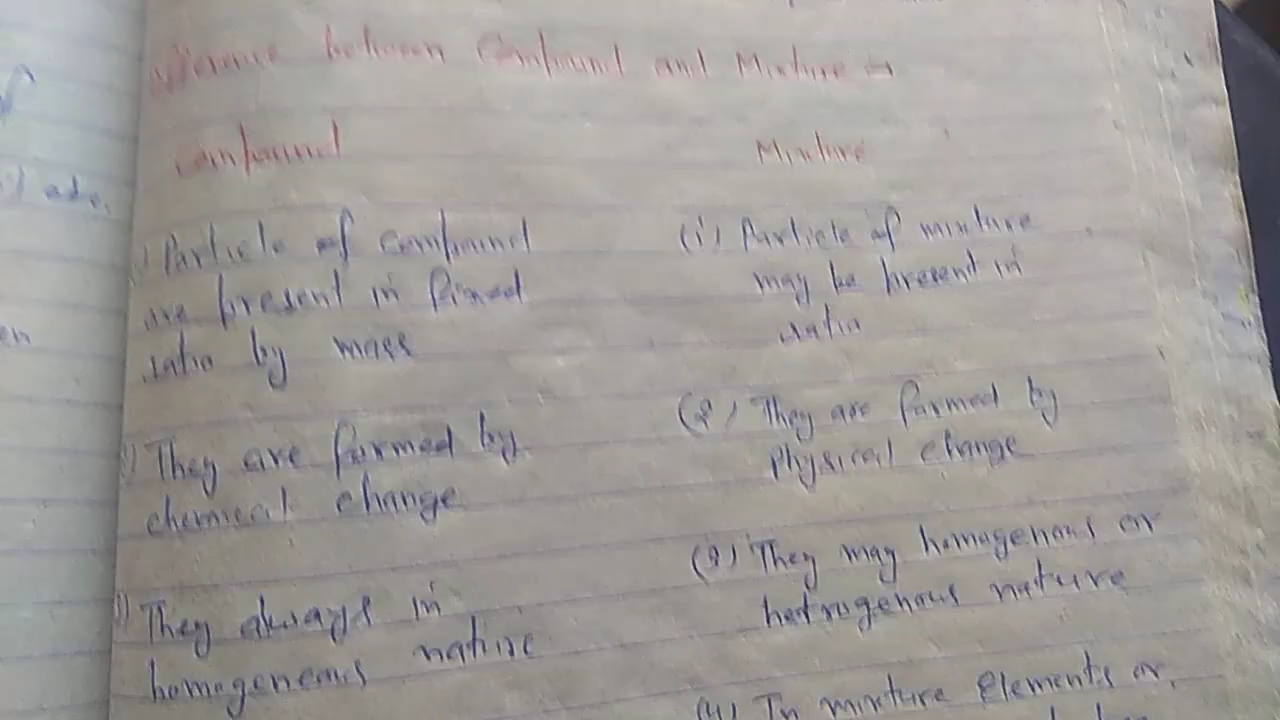 between Compound and Mixture
Compound
Mixture
Particle of compound
are present in fixed
ratio by mass
They are formed by
chemical change
They always in
homogeneous nature
(i) Particle of mixture
may be present in
ratio
(2) They are formed by
physical change
They may homogenous or
hetrogenous nature
(4) In mixture Elements or